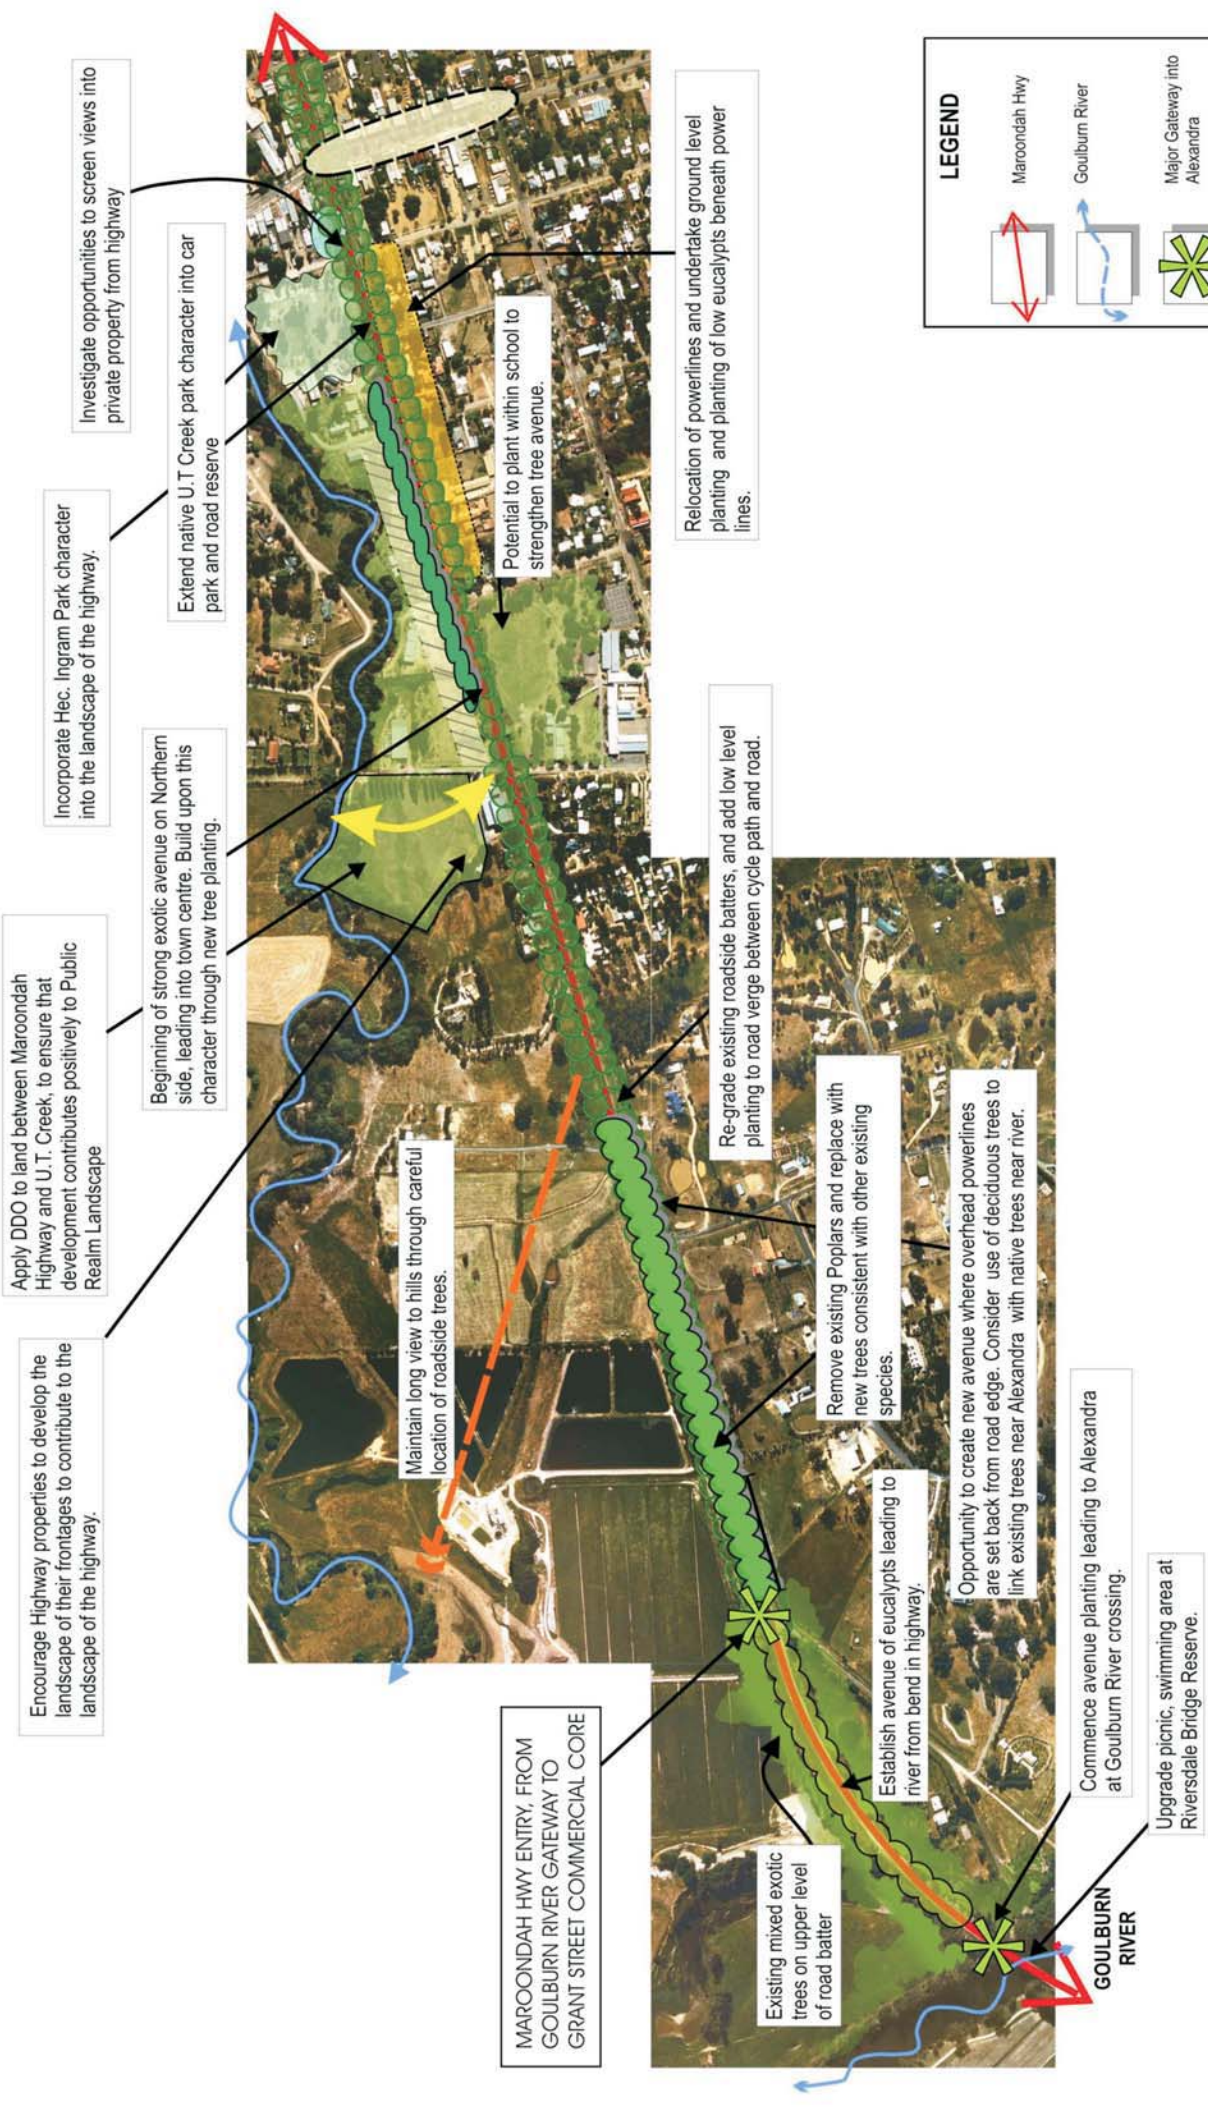 Encourage Highway properties to develop the
landscape of their frontages to contribute to the
landscape of the highway.
Apply DDO to land between Maroondah
Highway and U.T. Creek, to ensure that
development contributes positively to Public
Realm Landscape
Incorporate Hec. Ingram Park character
into the landscape of the highway.
Investigate opportunities to screen views into
private property from highway
Beginning of strong exotic avenue on Northern
side, leading into town centre. Build upon this
character through new tree planting.
Extend native U.T Creek park character into car
park and road reserve
Maintain long view to hills through careful
location of roadside trees.
Potential to plant within school to
strengthen tree avenue.
MAROONDAH HWY ENTRY, FROM
GOULBURN RIVER GATEWAY TO
GRANT STREET COMMERCIAL CORE
Relocation of powerlines and undertake ground level
planting and planting of low eucalypts beneath power
lines.
Re-grade existing roadside batters, and add low level
planting to road verge between cycle path and road.
Existing mixed exotic
trees on upper level
of road batter
Establish avenue of eucalypts leading to
river from bend in highway.
Remove existing Poplars and replace with
new trees consistent with other existing
species.
Opportunity to create new avenue where overhead powerlines
are set back from road edge. Consider use of deciduous trees to
link existing trees near Alexandra with native trees near river.
Commence avenue planting leading to Alexandra
at Goulburn River crossing.
Upgrade picnic, swimming area at
Riversdale Bridge Reserve.
GOULBURN
RIVER
LEGEND
Maroondah Hwy
Goulburn River
Major Gateway into
Alexandra